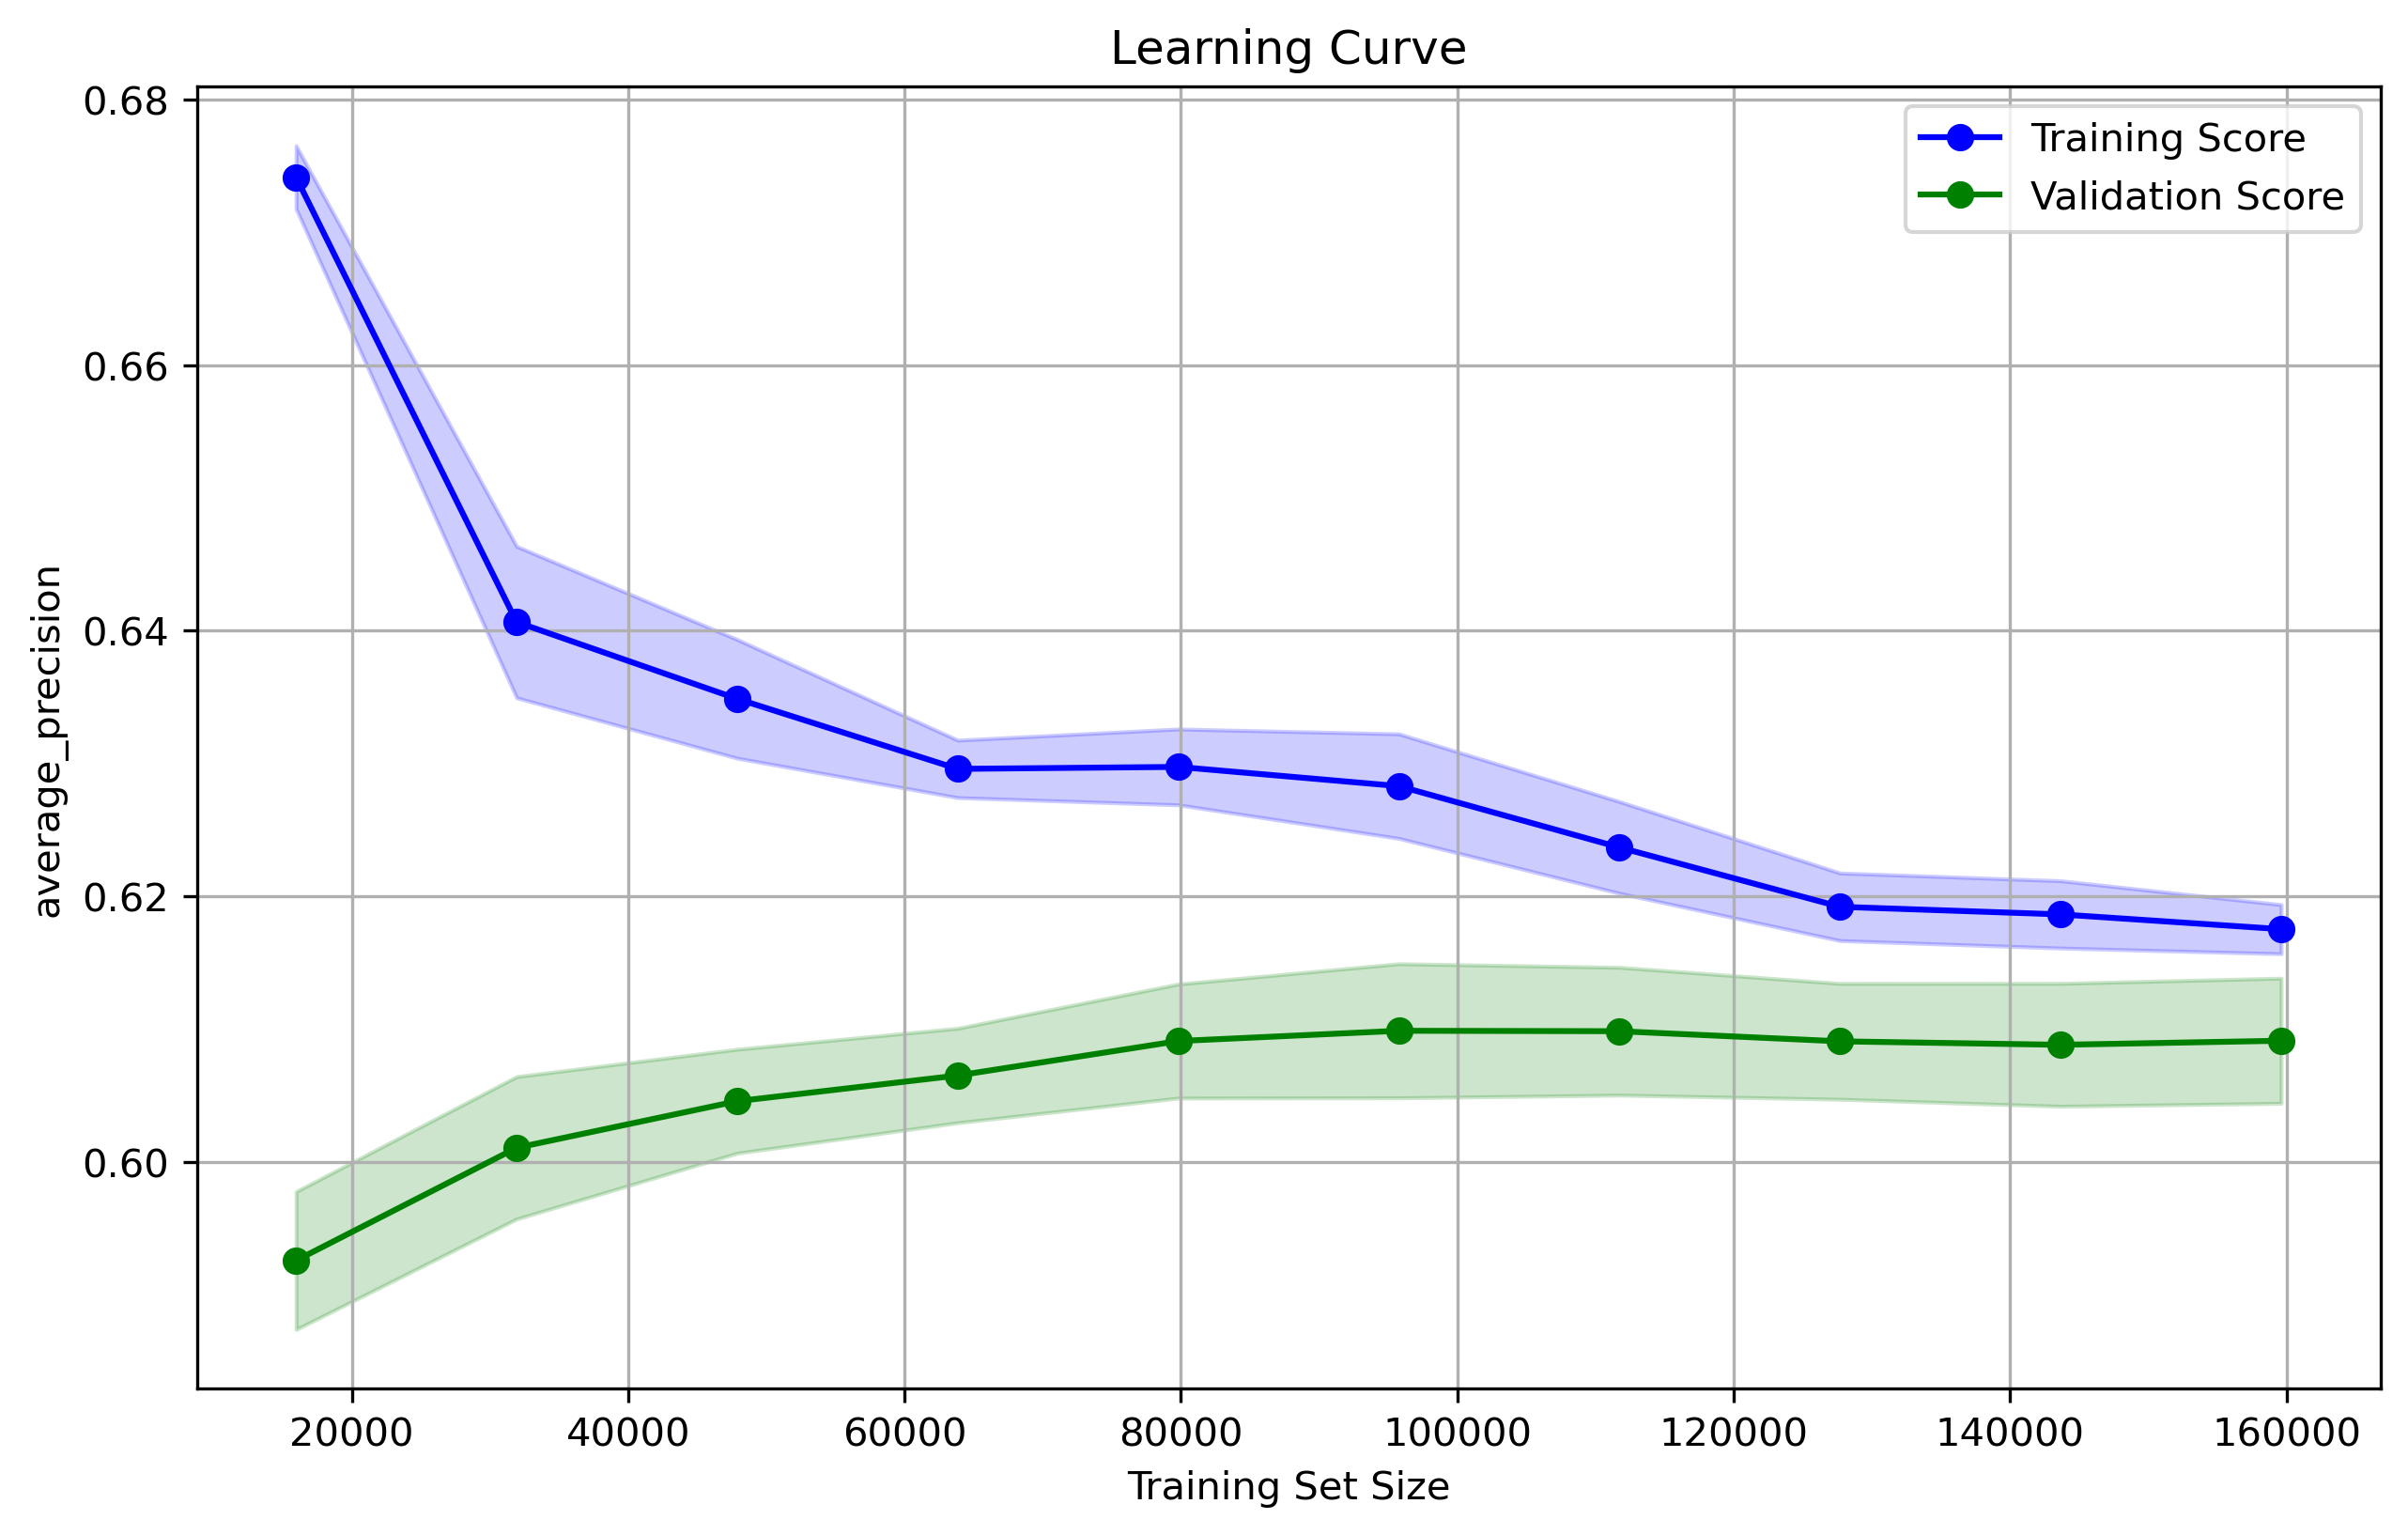 Learning Curve
Training Score
Validation Score
0.68
0.66
0.64
0.62
0.60
average_precision
20000 40000 60000 80000 100000 120000 140000 160000
Training Set Size